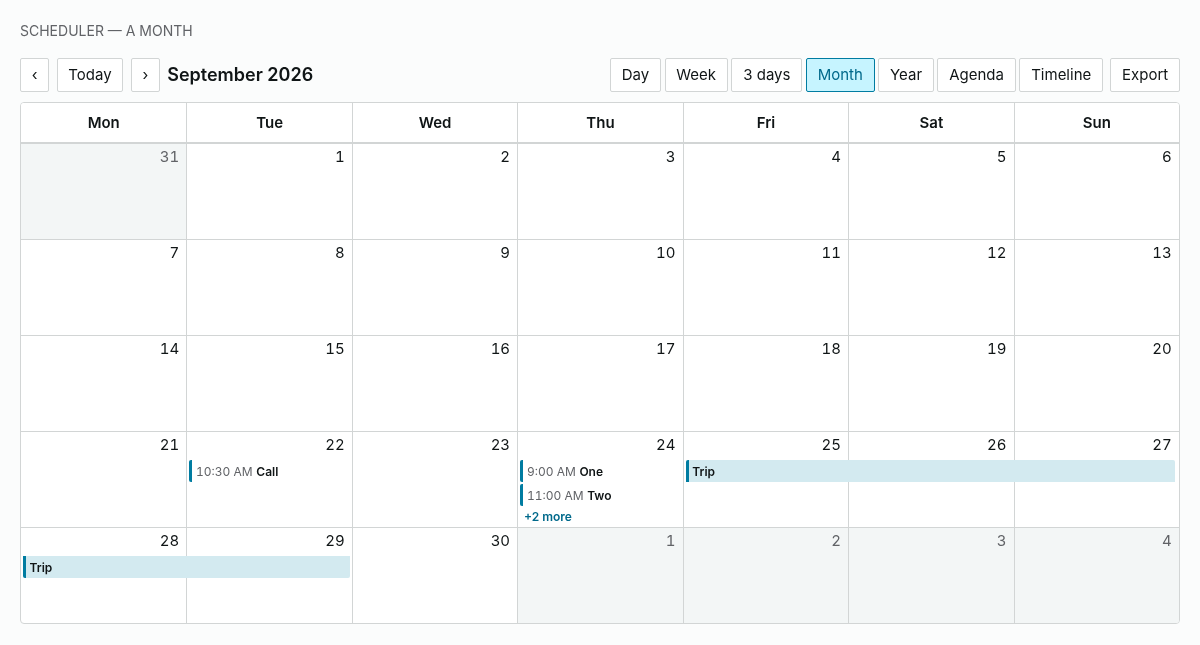 SCHEDULER — A MONTH
‹ Today › September 2026 Day Week 3 days Month Year Agenda Timeline Export
Mon Tue Wed Thu Fri Sat Sun
31 1 2 3 4 5 6
7 8 9 10 11 12 13
14 15 16 17 18 19 20
21 22 23 24 25 26 27
10:30 AM Call 9:00 AM One Trip
11:00 AM Two
+2 more
28 29 30 1 2 3 4
Trip